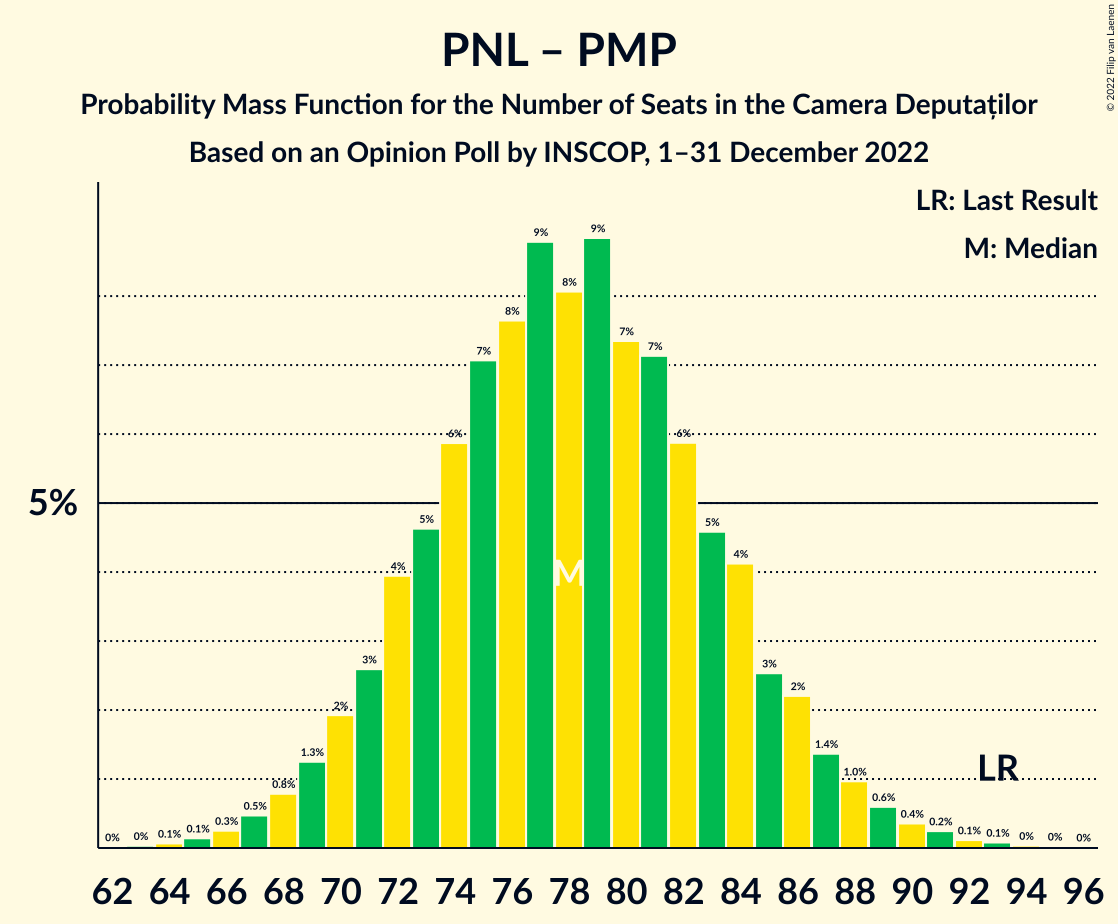 PNL – PMP
Probability Mass Function for the Number of Seats in the Camera Deputaților
Based on an Opinion Poll by INSCOP, 1–31 December 2022
© 2022 Filip van Laenen
LR: Last Result
M: Median
5%
0% 0% 0.1% 0.1% 0.3% 0.5% 0.8% 1.3% 2% 3% 4% 5% 6% 7% 8% 9% 8% 9% 7% 7% 6% 5% 4% 3% 2% 1.4% 1.0% 0.6% 0.4% 0.2% 0.1% 0.1% 0% 0% 0%
M
LR
62 64 66 68 70 72 74 76 78 80 82 84 86 88 90 92 94 96